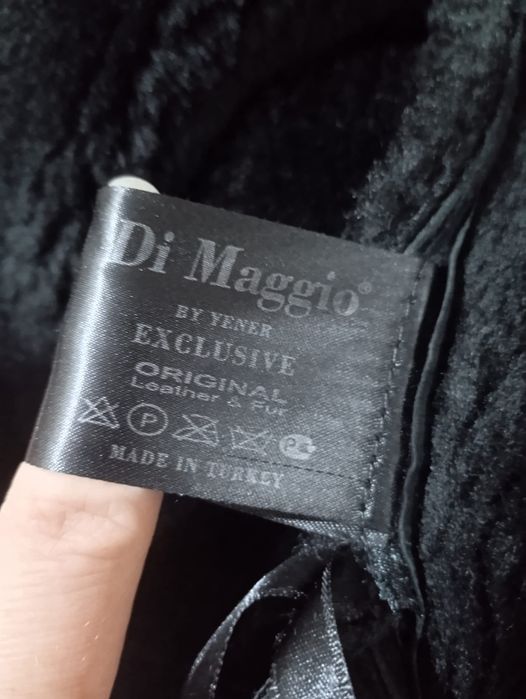 Di Maggio®
BY YENER
EXCLUSIVE
ORIGINAL
Leather & Fur
P
MADE IN TURKEY